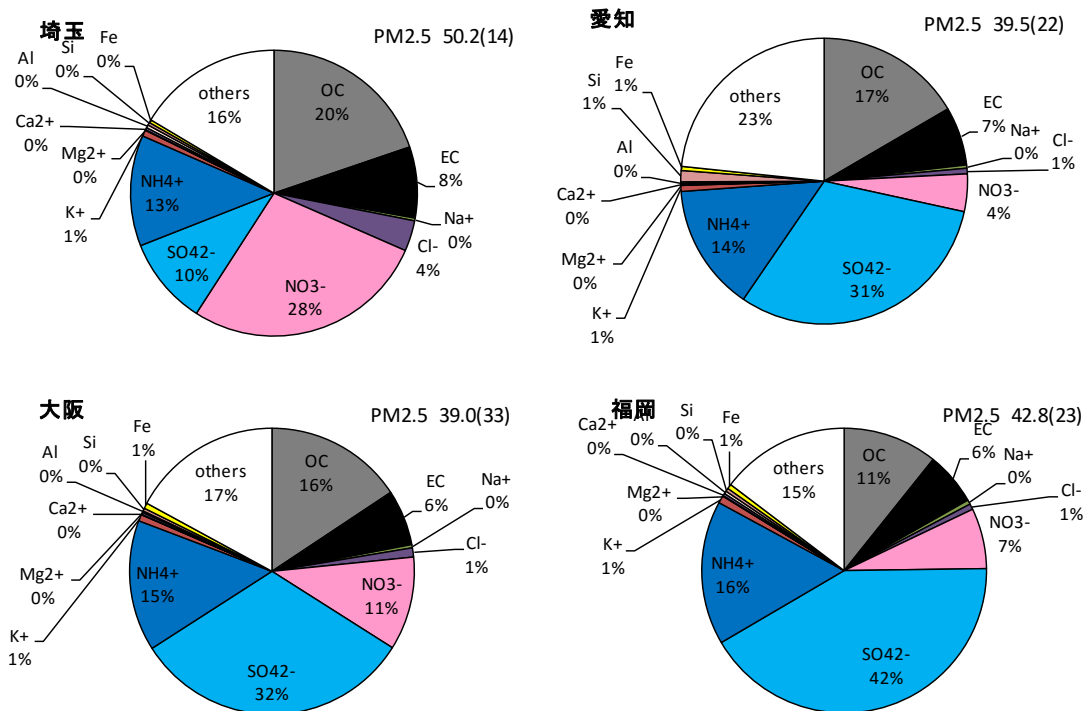 埼玉
PM2.5 50.2(14)
OC
20%
EC
8%
Na+
0%
Cl-
4%
NO3-
28%
SO42-
10%
NH4+
13%
K+
1%
Mg2+
0%
Ca2+
0%
Al
0%
Si
0%
Fe
0%
others
16%
愛知
PM2.5 39.5(22)
OC
17%
EC
7%
Na+
0%
Cl-
1%
NO3-
4%
SO42-
31%
NH4+
14%
K+
1%
Mg2+
0%
Ca2+
0%
Al
0%
Si
1%
Fe
1%
others
23%
大阪
PM2.5 39.0(33)
OC
16%
EC
6%
Na+
0%
Cl-
1%
NO3-
11%
SO42-
32%
NH4+
15%
K+
1%
Mg2+
0%
Ca2+
0%
Al
0%
Si
0%
Fe
1%
others
17%
福岡
PM2.5 42.8(23)
OC
11%
EC
6%
Na+
0%
Cl-
1%
NO3-
7%
SO42-
42%
NH4+
16%
K+
1%
Mg2+
0%
Ca2+
0%
Al
0%
Si
0%
Fe
1%
others
15%